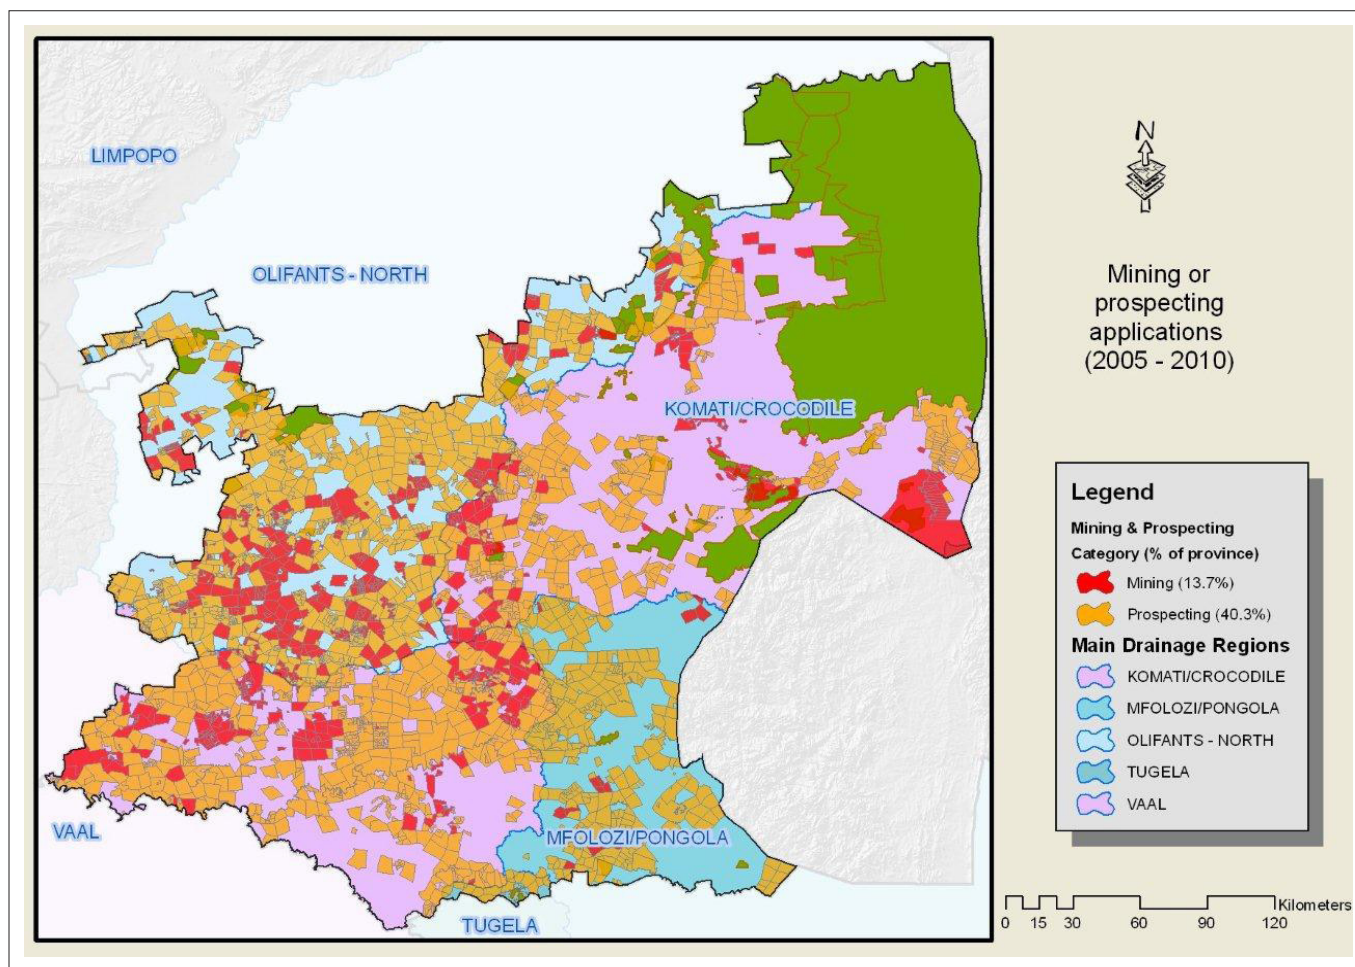 LIMPOPO
OLIFANTS - NORTH
KOMATI/CROCODILE
VAAL
MFOLOZI/PONGOLA
TUGELA
N
Mining or
prospecting
applications
(2005 - 2010)
Legend
Mining & Prospecting
Category (% of province)
Mining (13.7%)
Prospecting (40.3%)
Main Drainage Regions
KOMATI/CROCODILE
MFOLOZI/PONGOLA
OLIFANTS - NORTH
TUGELA
VAAL
Kilometers
0 15 30 60 90 120